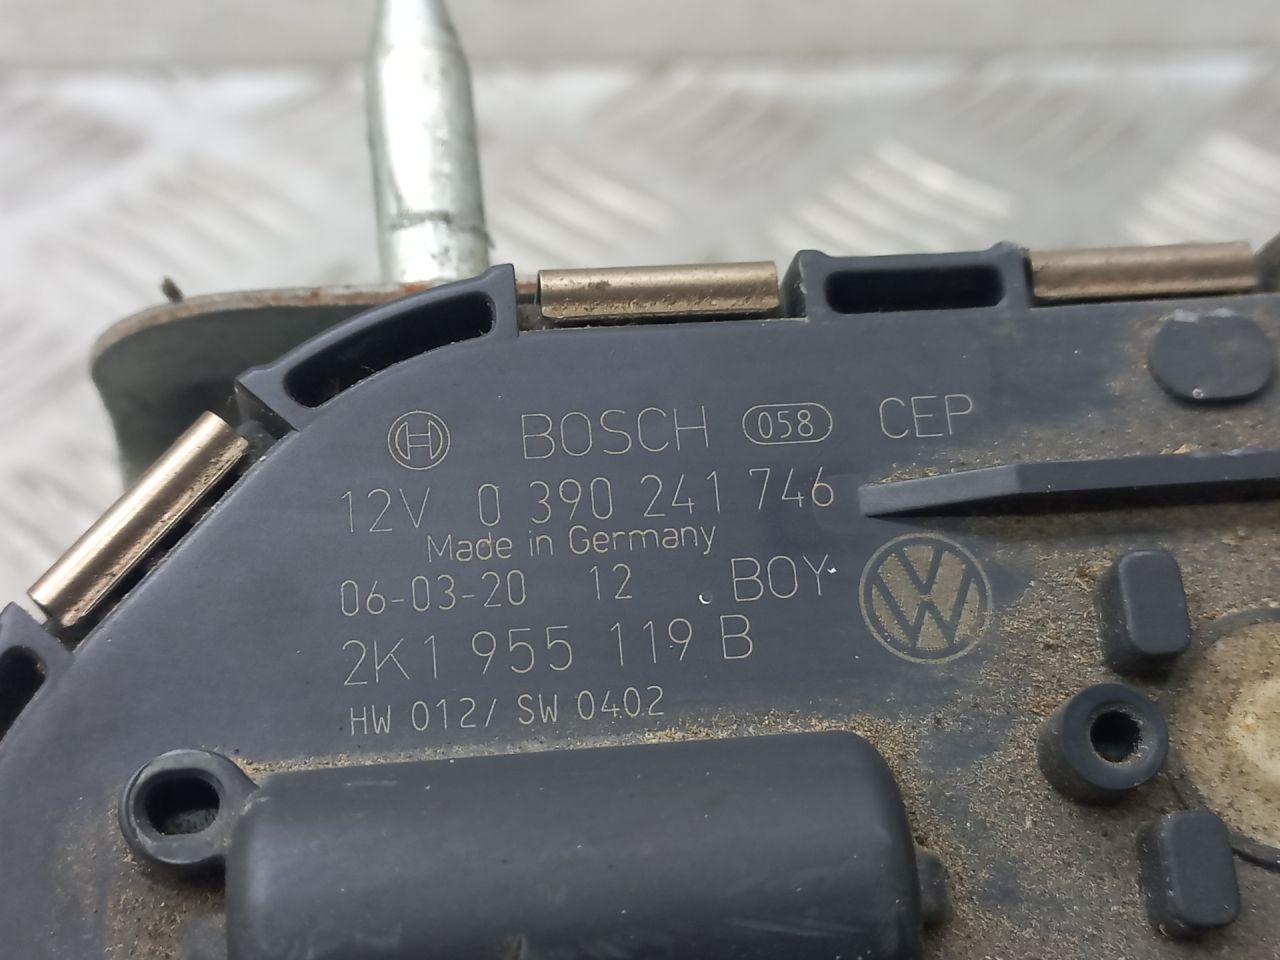 BOSCH 058 CEP
12V 0 390 241 746
Made in Germany
06-03-20 12 BOY
2K1 955 119 B
HW 012/ SW 0402